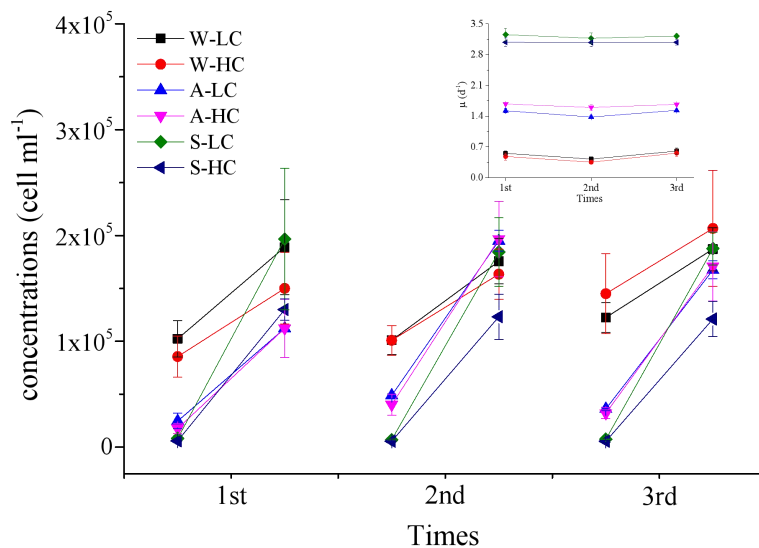 4x10⁵
3x10⁵
2x10⁵
1x10⁵
0
concentrations (cell ml⁻¹)
W-LC
W-HC
A-LC
A-HC
S-LC
S-HC
3.5
2.8
2.1
1.4
0.7
0.0
μ (d⁻¹)
1st 2nd 3rd
Times
1st 2nd 3rd
Times